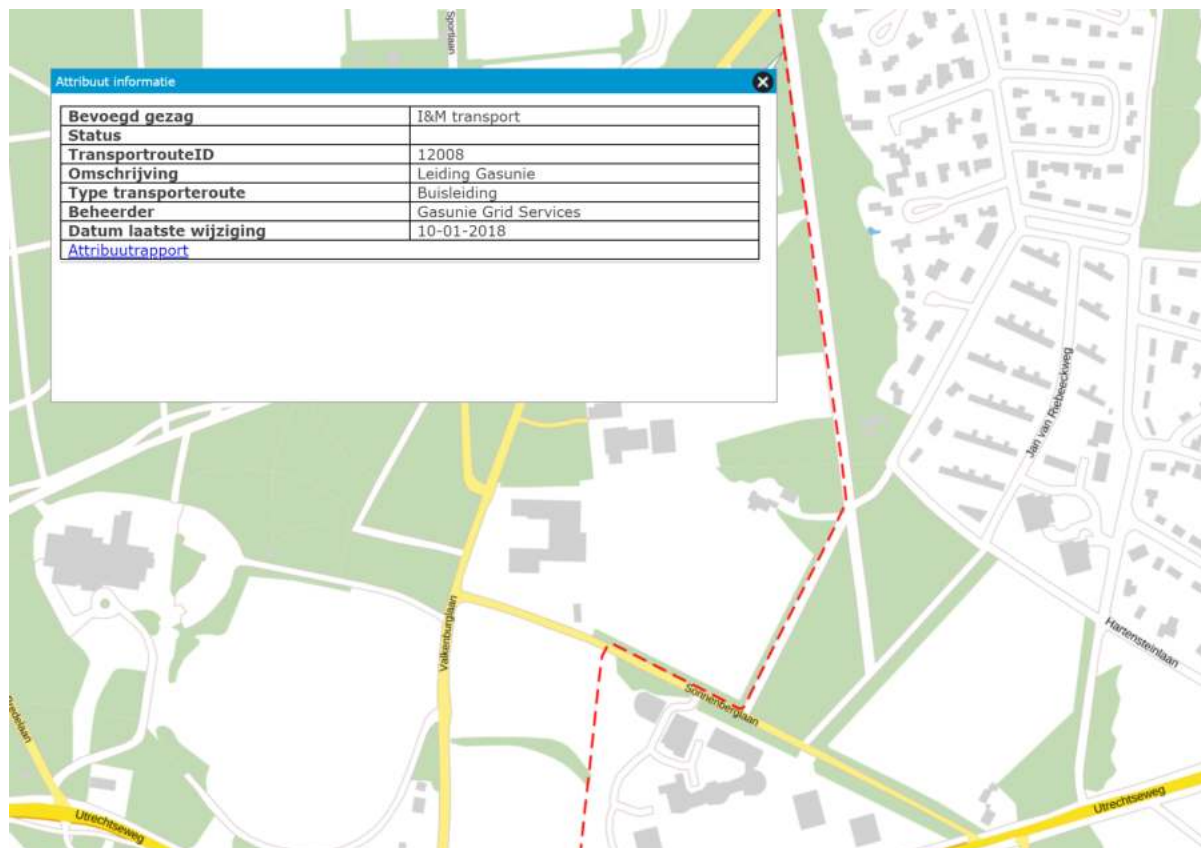 Sportlaan
Attribuut informatie
Bevoegd gezag I&M transport
Status
TransportrouteID 12008
Omschrijving Leiding Gasunie
Type transporteroute Buisleiding
Beheerder Gasunie Grid Services
Datum laatste wijziging 10-01-2018
Attribuutrapport
Jan van Riebeeckweg
Valkenburglaan
Hartensteinlaan
Sonnenberglaan
Utrechtseweg
Utrechtseweg